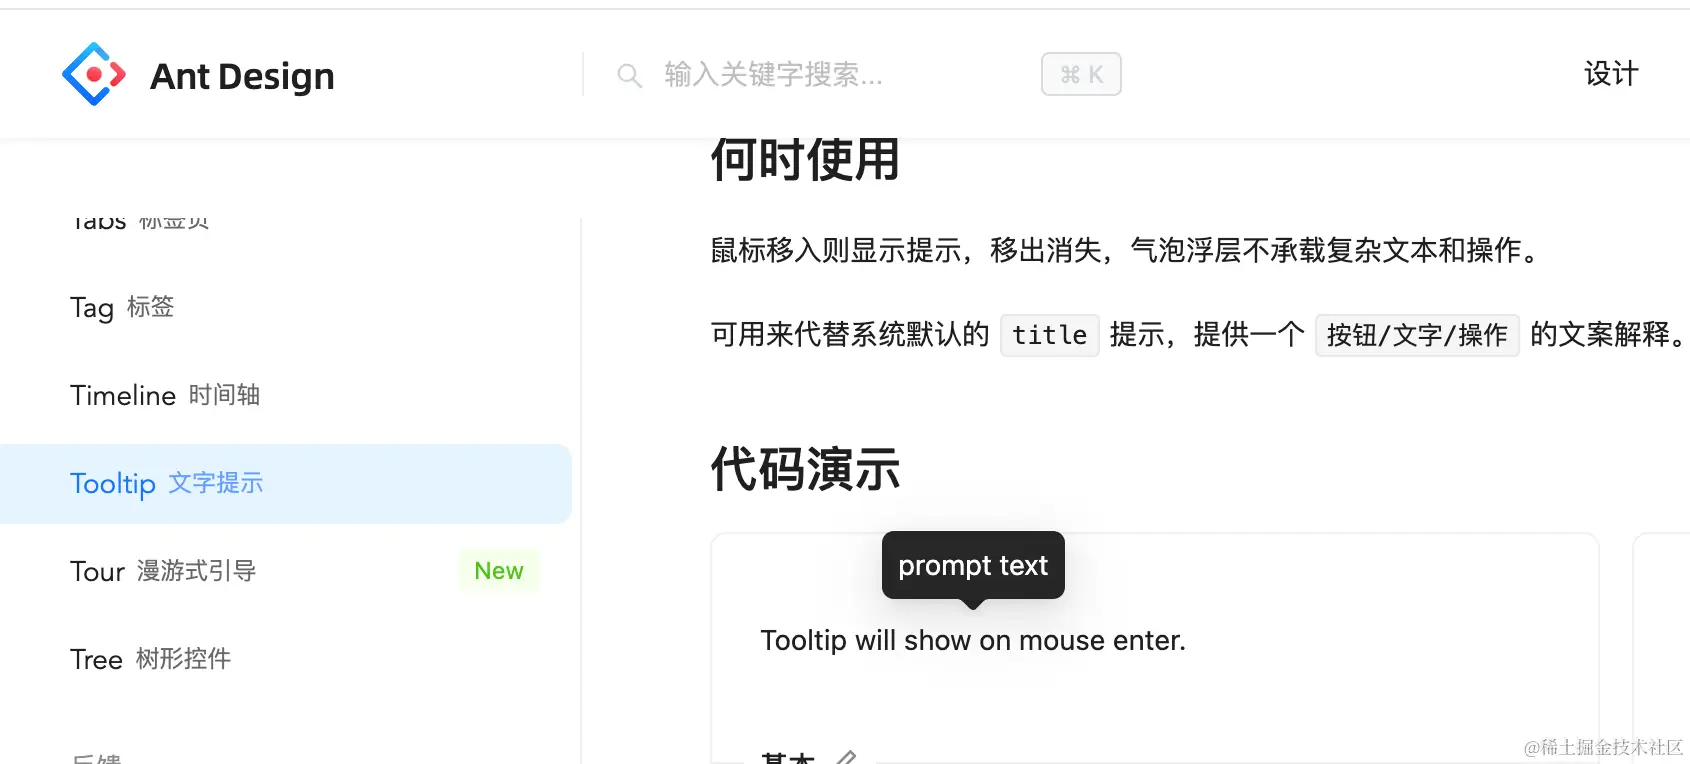 Ant Design
输入关键字搜索...
⌘ K
设计
Tabs 标签页
Tag 标签
Timeline 时间轴
Tooltip 文字提示
Tour 漫游式引导 New
Tree 树形控件
反馈
何时使用
鼠标移入则显示提示，移出消失，气泡浮层不承载复杂文本和操作。
可用来代替系统默认的 title 提示，提供一个 按钮/文字/操作 的文案解释。
代码演示
prompt text
Tooltip will show on mouse enter.
基本
@稀土掘金技术社区